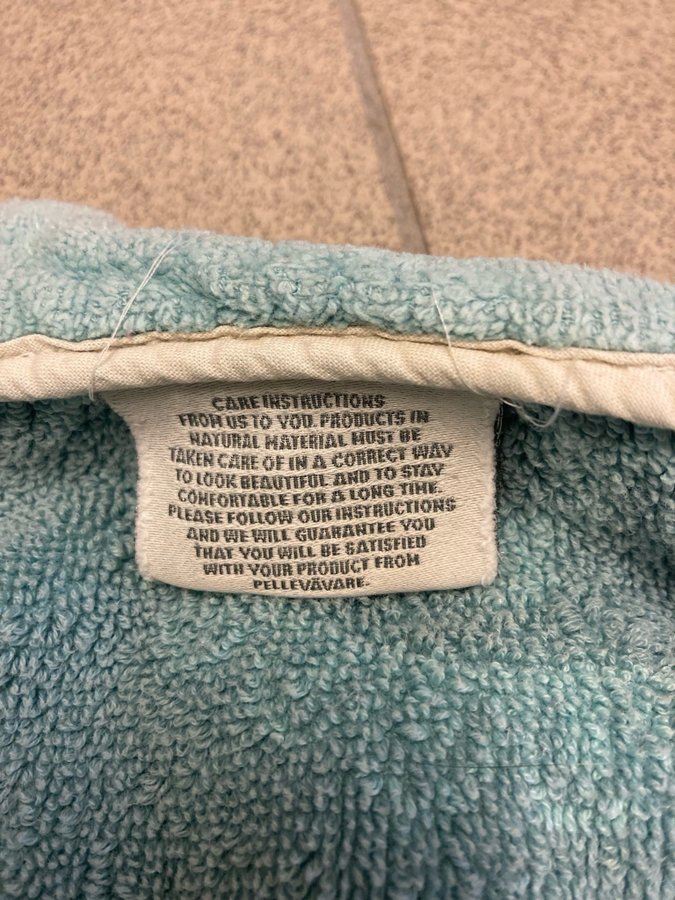 CARE INSTRUCTIONS
FROM US TO YOU. PRODUCTS IN
NATURAL MATERIAL MUST BE
TAKEN CARE OF IN A CORRECT WAY
TO LOOK BEAUTIFUL AND TO STAY
COMFORTABLE FOR A LONG TIME.
PLEASE FOLLOW OUR INSTRUCTIONS
AND WE WILL GUARANTEE YOU
THAT YOU WILL BE SATISFIED
WITH YOUR PRODUCT FROM
PELLEVÄVARE.